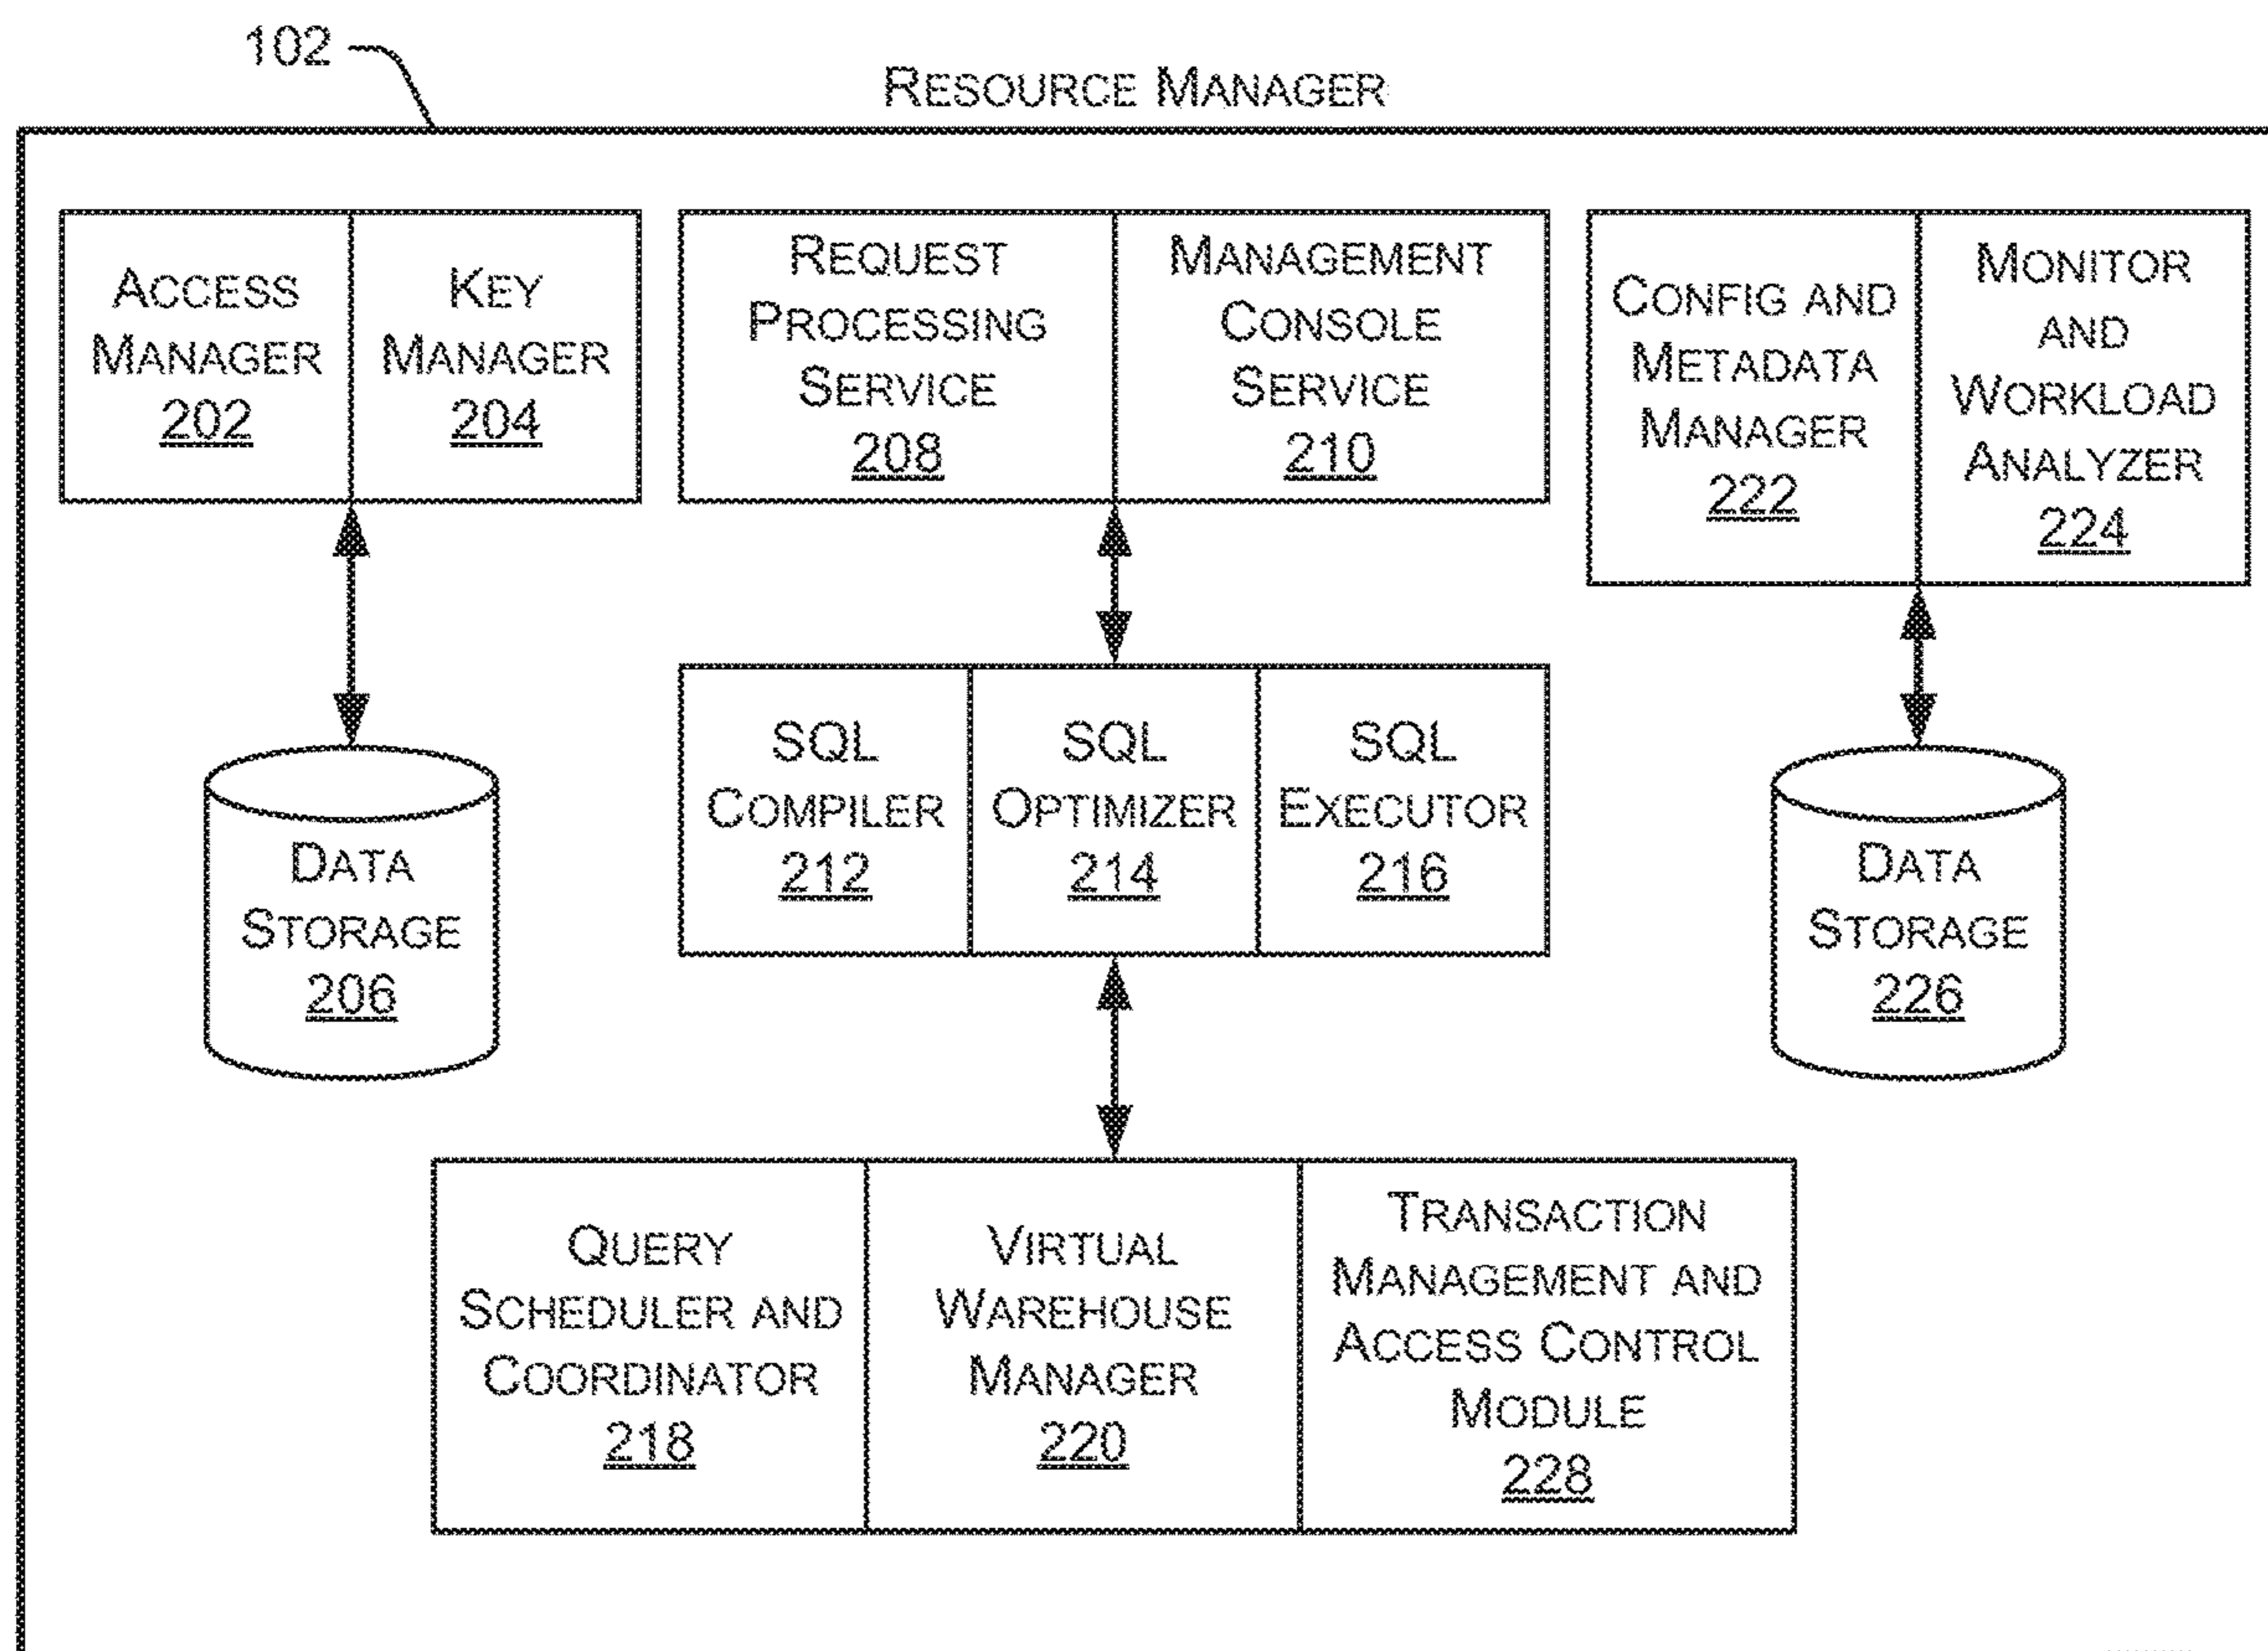 102
RESOURCE MANAGER
ACCESS
MANAGER
202
KEY
MANAGER
204
REQUEST
PROCESSING
SERVICE
208
MANAGEMENT
CONSOLE
SERVICE
210
CONFIG AND
METADATA
MANAGER
222
MONITOR
AND
WORKLOAD
ANALYZER
224
DATA
STORAGE
206
SQL
COMPILER
212
SQL
OPTIMIZER
214
SQL
EXECUTOR
216
DATA
STORAGE
226
QUERY
SCHEDULER AND
COORDINATOR
218
VIRTUAL
WAREHOUSE
MANAGER
220
TRANSACTION
MANAGEMENT AND
ACCESS CONTROL
MODULE
228